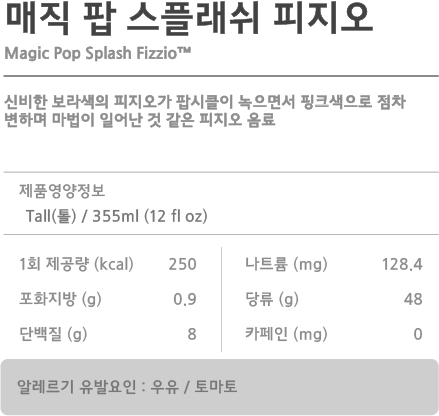 매직 팝 스플래쉬 피지오
Magic Pop Splash Fizzio™
신비한 보라색의 피지오가 팝시클이 녹으면서 핑크색으로 점차
변하며 마법이 일어난 것 같은 피지오 음료
제품영양정보
Tall(톨) / 355ml (12 fl oz)
1회 제공량 (kcal) 250
나트륨 (mg) 128.4
포화지방 (g) 0.9
당류 (g) 48
단백질 (g) 8
카페인 (mg) 0
알레르기 유발요인 : 우유 / 토마토